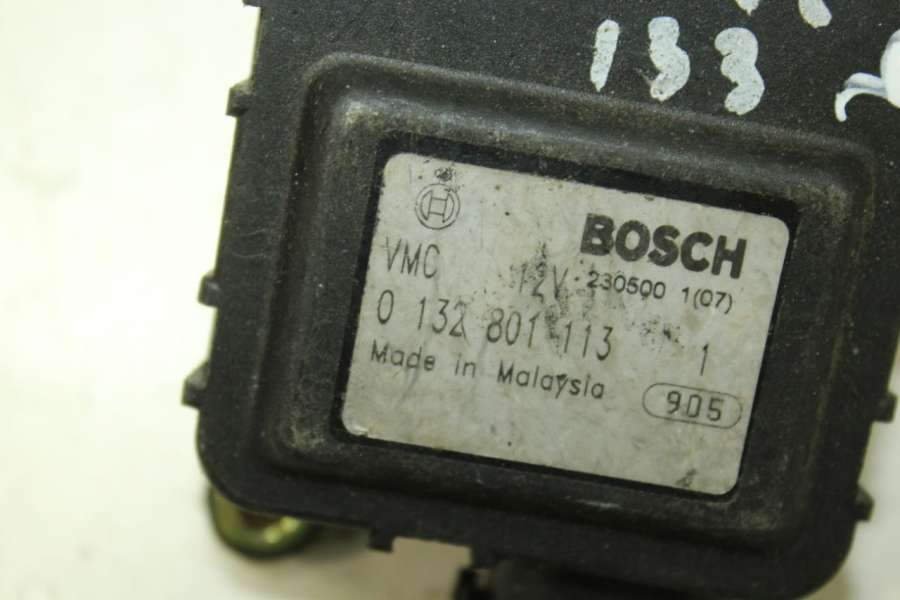 133
BOSCH
VMC 12V 230500 1(07)
0 132 801 113 1
Made in Malaysia 905